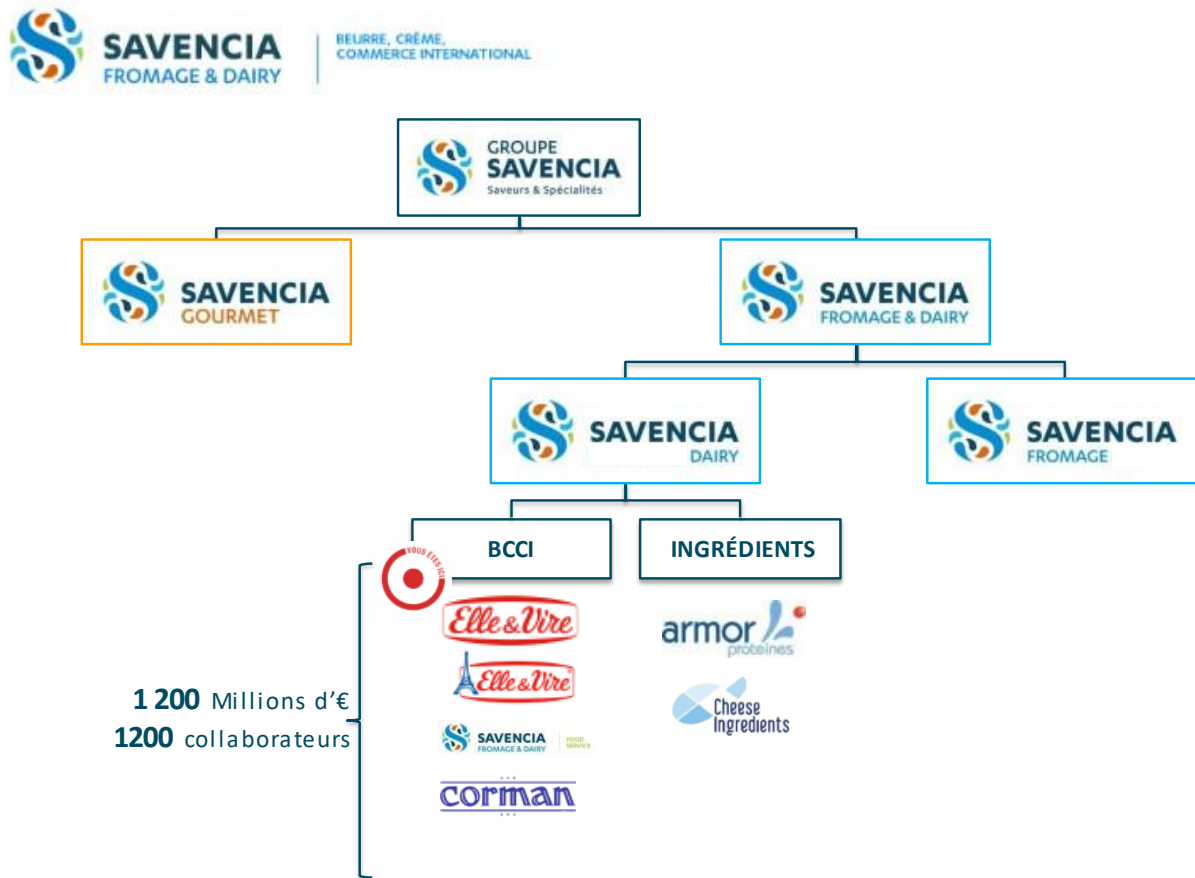 SAVENCIA
FROMAGE & DAIRY
BEURRE, CRÈME,
COMMERCE INTERNATIONAL
GROUPE
SAVENCIA
Saveurs & Spécialités
SAVENCIA
GOURMET
SAVENCIA
FROMAGE & DAIRY
SAVENCIA
DAIRY
SAVENCIA
FROMAGE
BCCI
INGRÉDIENTS
VOUS ÊTES ICI
Elle & Vire
armor
proteines
Elle & Vire
Cheese
Ingredients
1 200 Millions d'€
1200 collaborateurs
SAVENCIA
FROMAGE & DAIRY
FOOD
SERVICE
corman